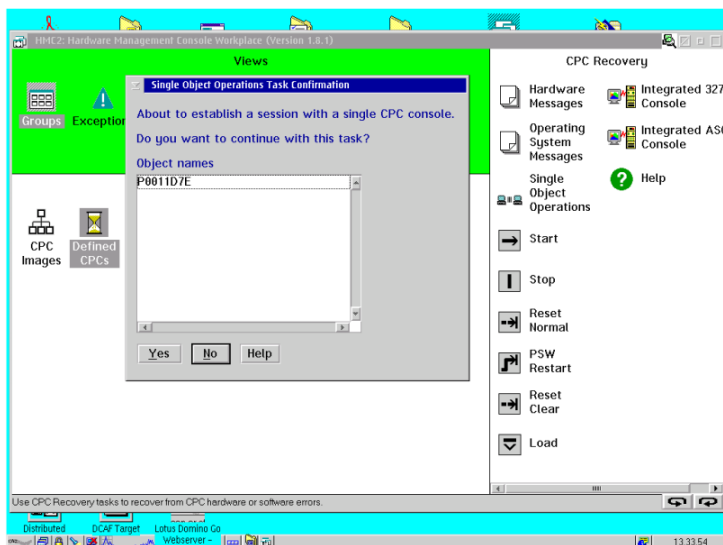 HMC2: Hardware Management Console Workplace (Version 1.8.1)
Views
Groups
Exception
CPC
Images
Defined
CPCs
Single Object Operations Task Confirmation
About to establish a session with a single CPC console.
Do you want to continue with this task?
Object names
P0011D7E
Yes
No
Help
CPC Recovery
Hardware
Messages
Integrated 327
Console
Operating
System
Messages
Integrated ASC
Console
Single
Object
Operations
Help
Start
Stop
Reset
Normal
PSW
Restart
Reset
Clear
Load
Use CPC Recovery tasks to recover from CPC hardware or software errors.
Distributed
DCAF Target
Lotus Domino Go
Webserver -
13.33.54